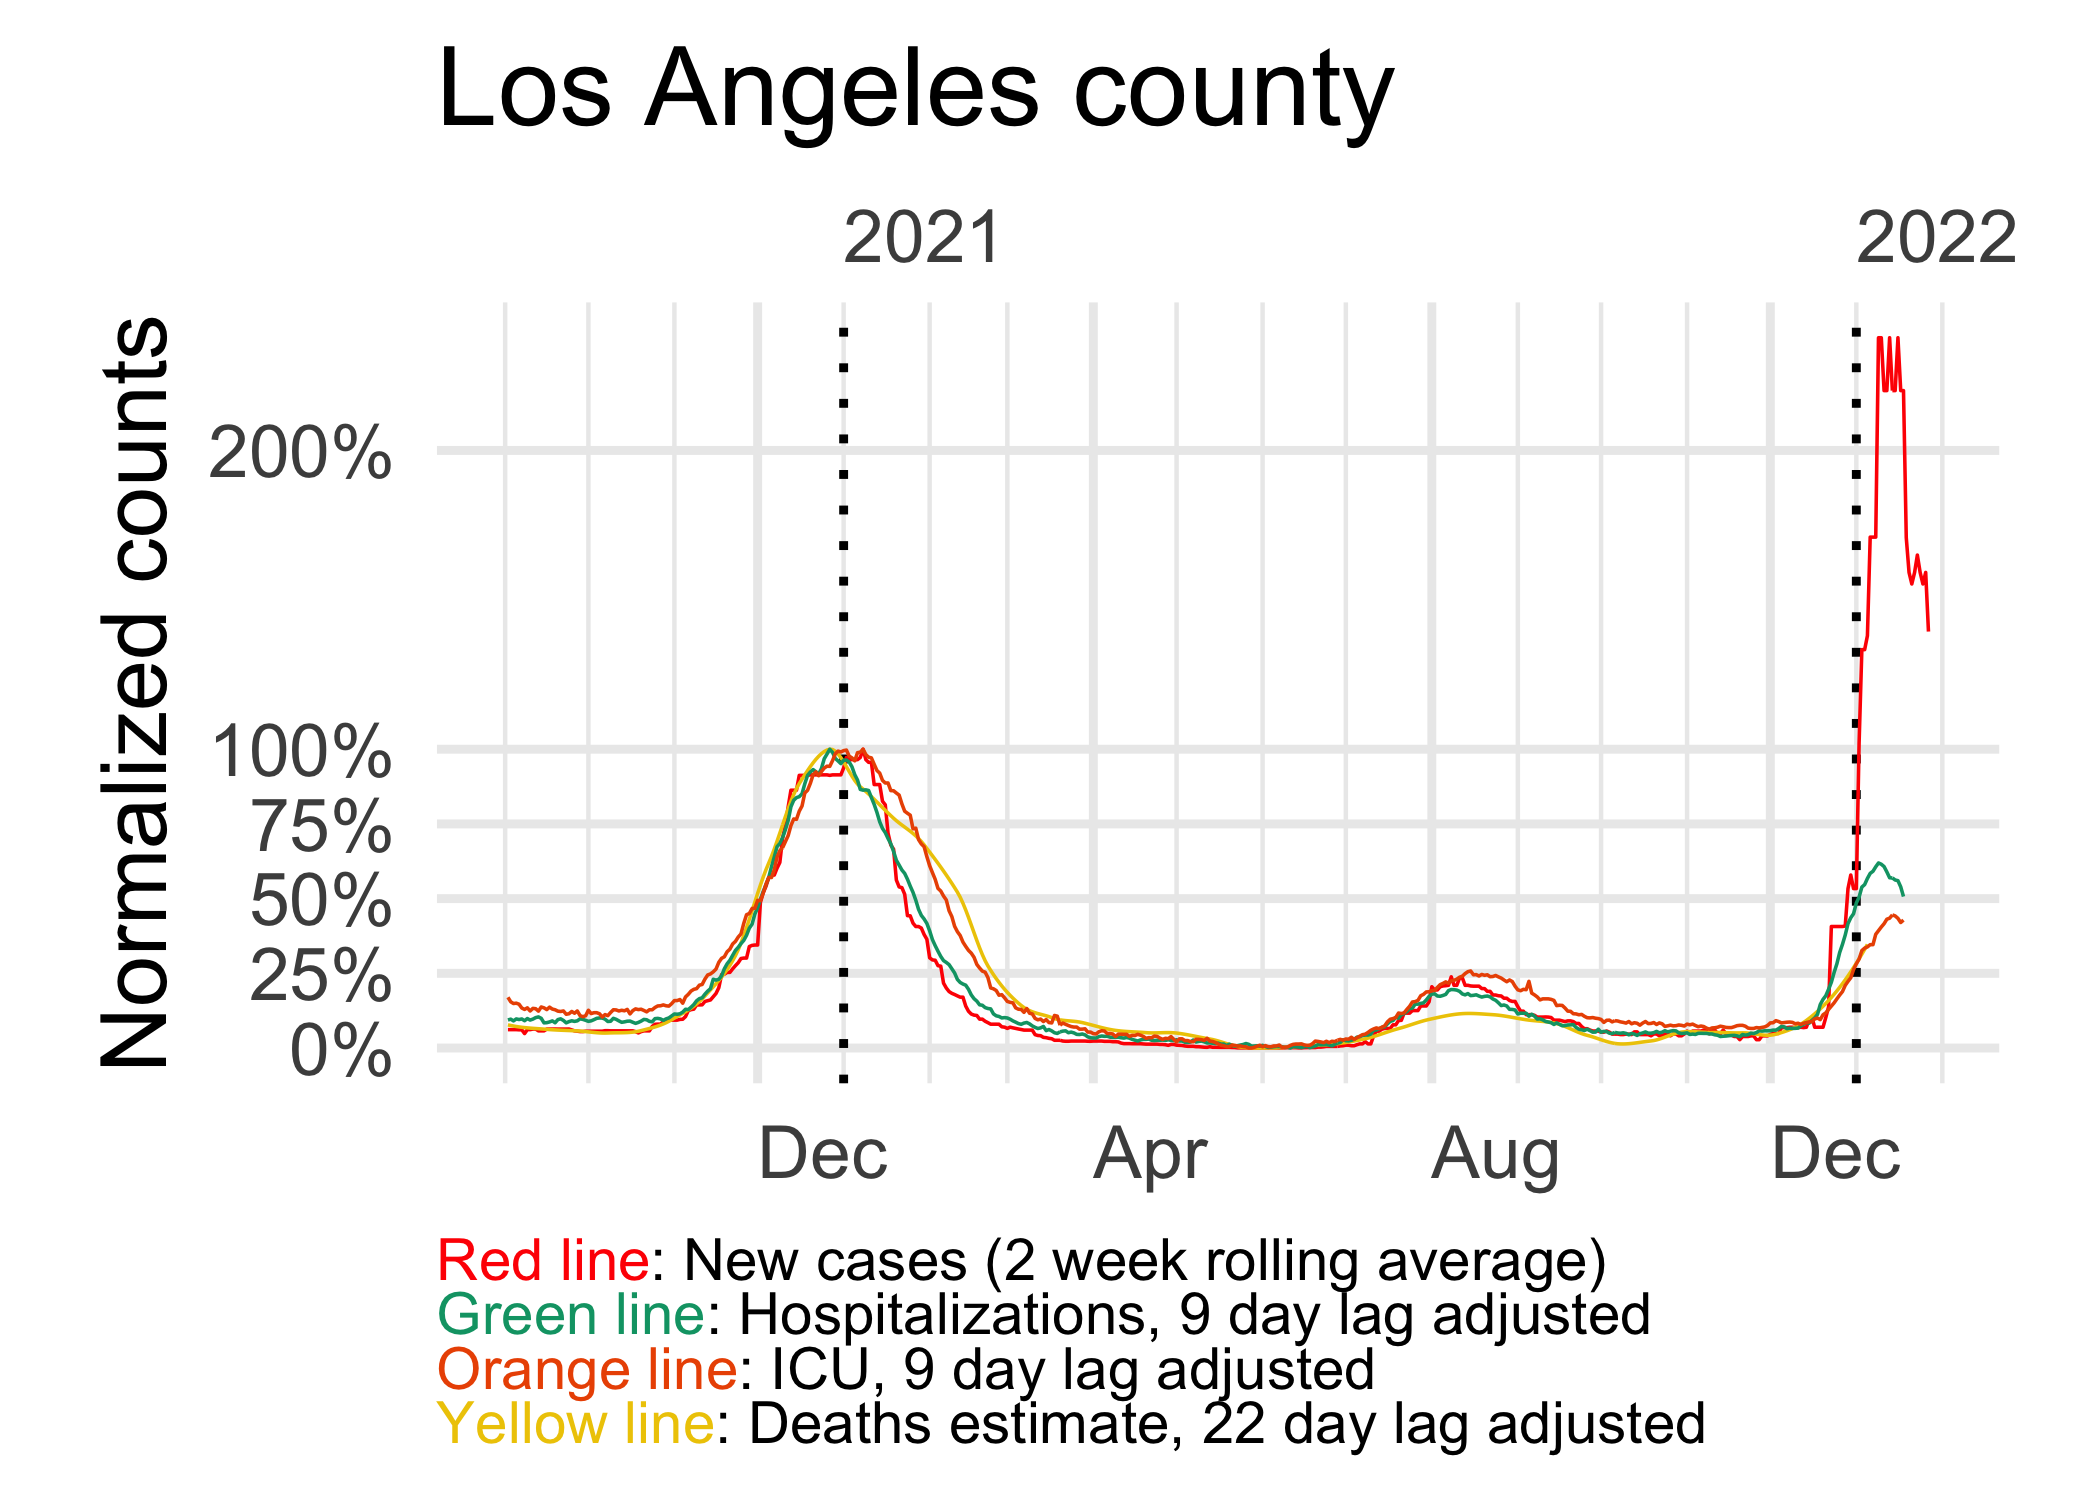 Los Angeles county
2021 2022
Normalized counts
200%
100%
75%
50%
25%
0%
Dec Apr Aug Dec
Red line: New cases (2 week rolling average)
Green line: Hospitalizations, 9 day lag adjusted
Orange line: ICU, 9 day lag adjusted
Yellow line: Deaths estimate, 22 day lag adjusted